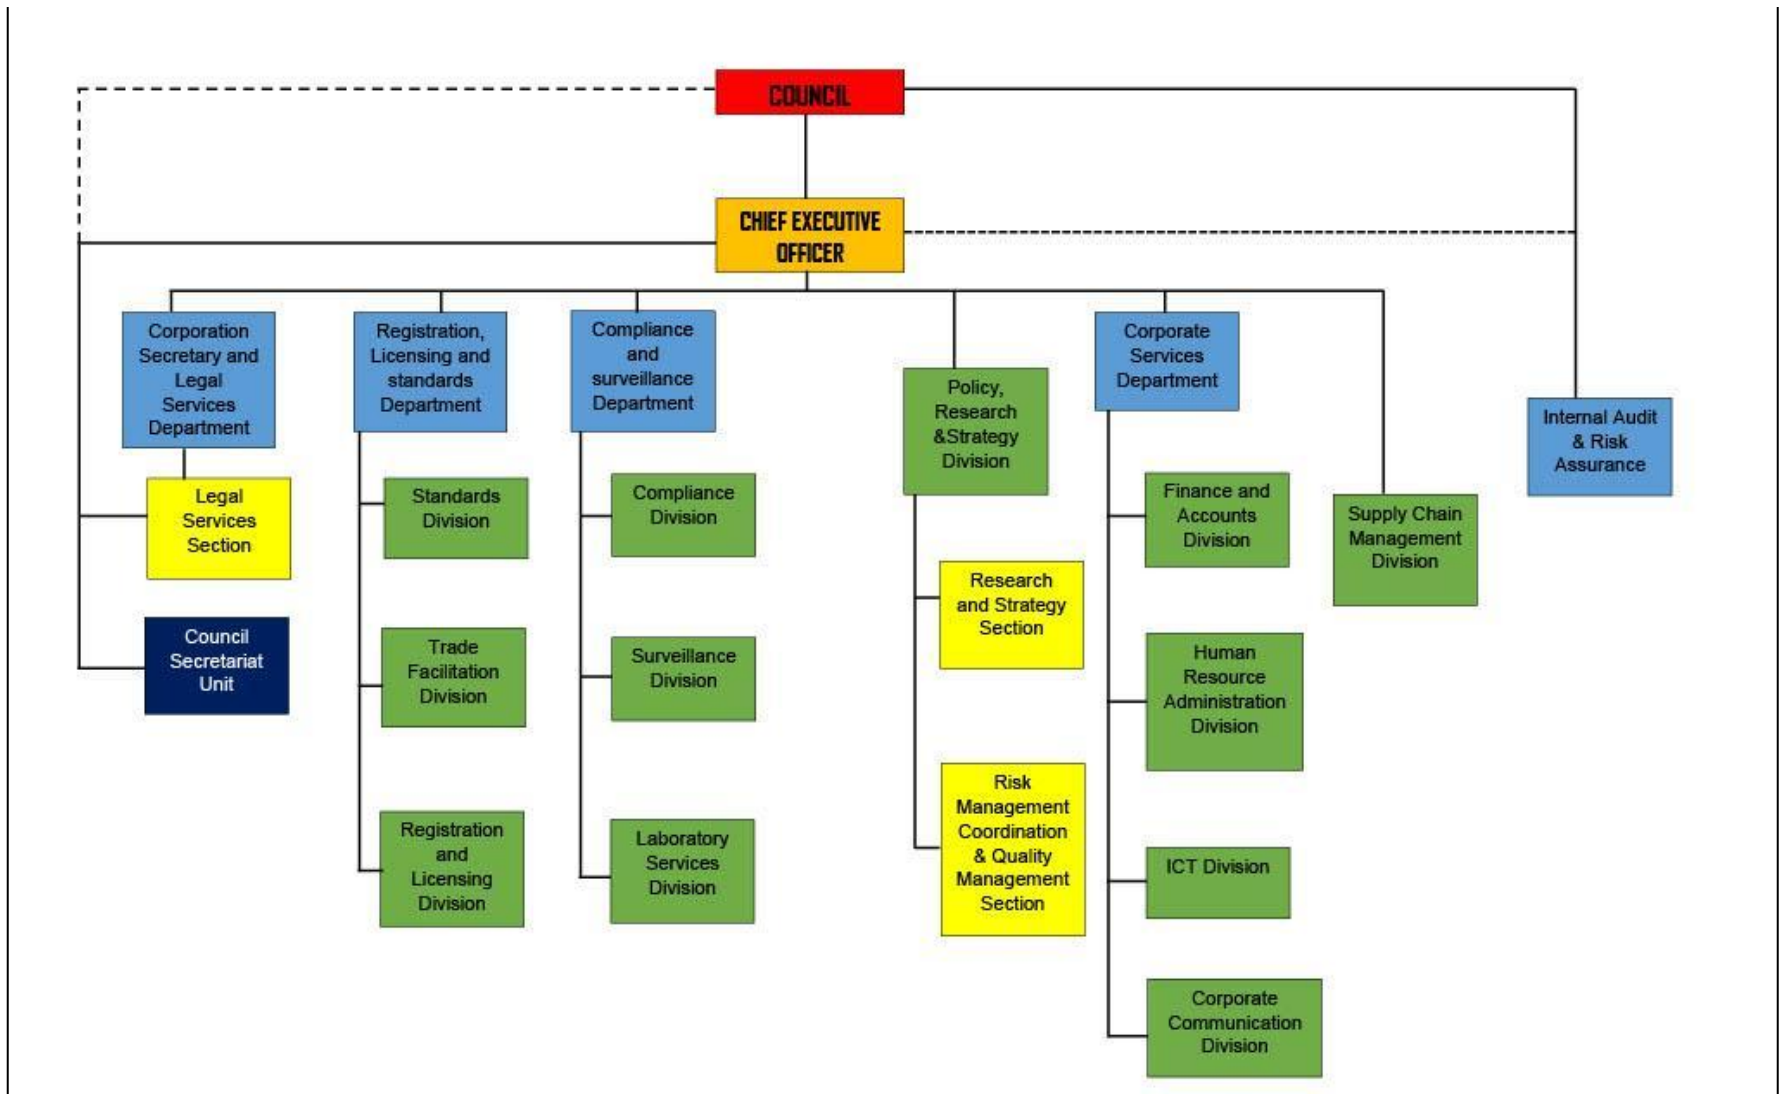 COUNCIL
CHIEF EXECUTIVE
OFFICER
Corporation
Secretary and
Legal
Services
Department
Registration,
Licensing and
standards
Department
Compliance
and
surveillance
Department
Policy,
Research
&Strategy
Division
Corporate
Services
Department
Internal Audit
& Risk
Assurance
Legal
Services
Section
Standards
Division
Compliance
Division
Finance and
Accounts
Division
Supply Chain
Management
Division
Research
and Strategy
Section
Council
Secretariat
Unit
Trade
Facilitation
Division
Surveillance
Division
Human
Resource
Administration
Division
Risk
Management
Coordination
& Quality
Management
Section
Registration
and
Licensing
Division
Laboratory
Services
Division
ICT Division
Corporate
Communication
Division